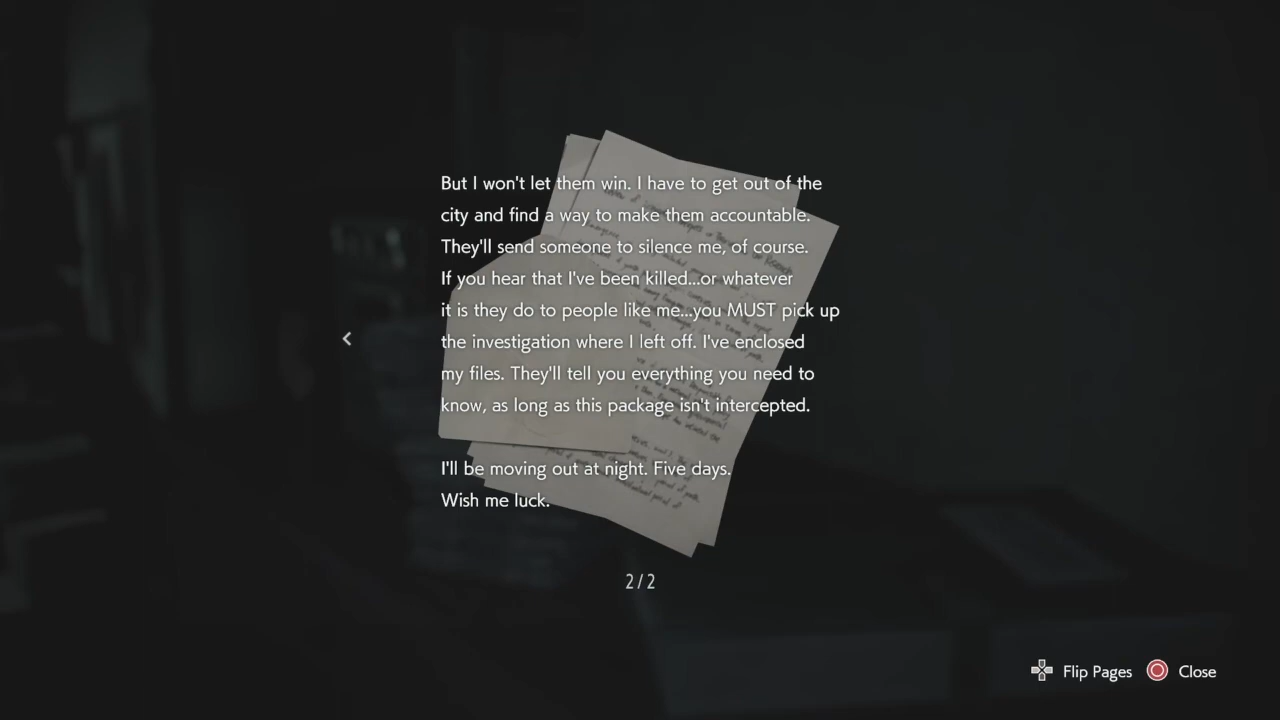 But I won't let them win. I have to get out of the
city and find a way to make them accountable.
They'll send someone to silence me, of course.
If you hear that I've been killed...or whatever
it is they do to people like me...you MUST pick up
the investigation where I left off. I've enclosed
my files. They'll tell you everything you need to
know, as long as this package isn't intercepted.
I'll be moving out at night. Five days.
Wish me luck.
2 / 2
Flip Pages Close